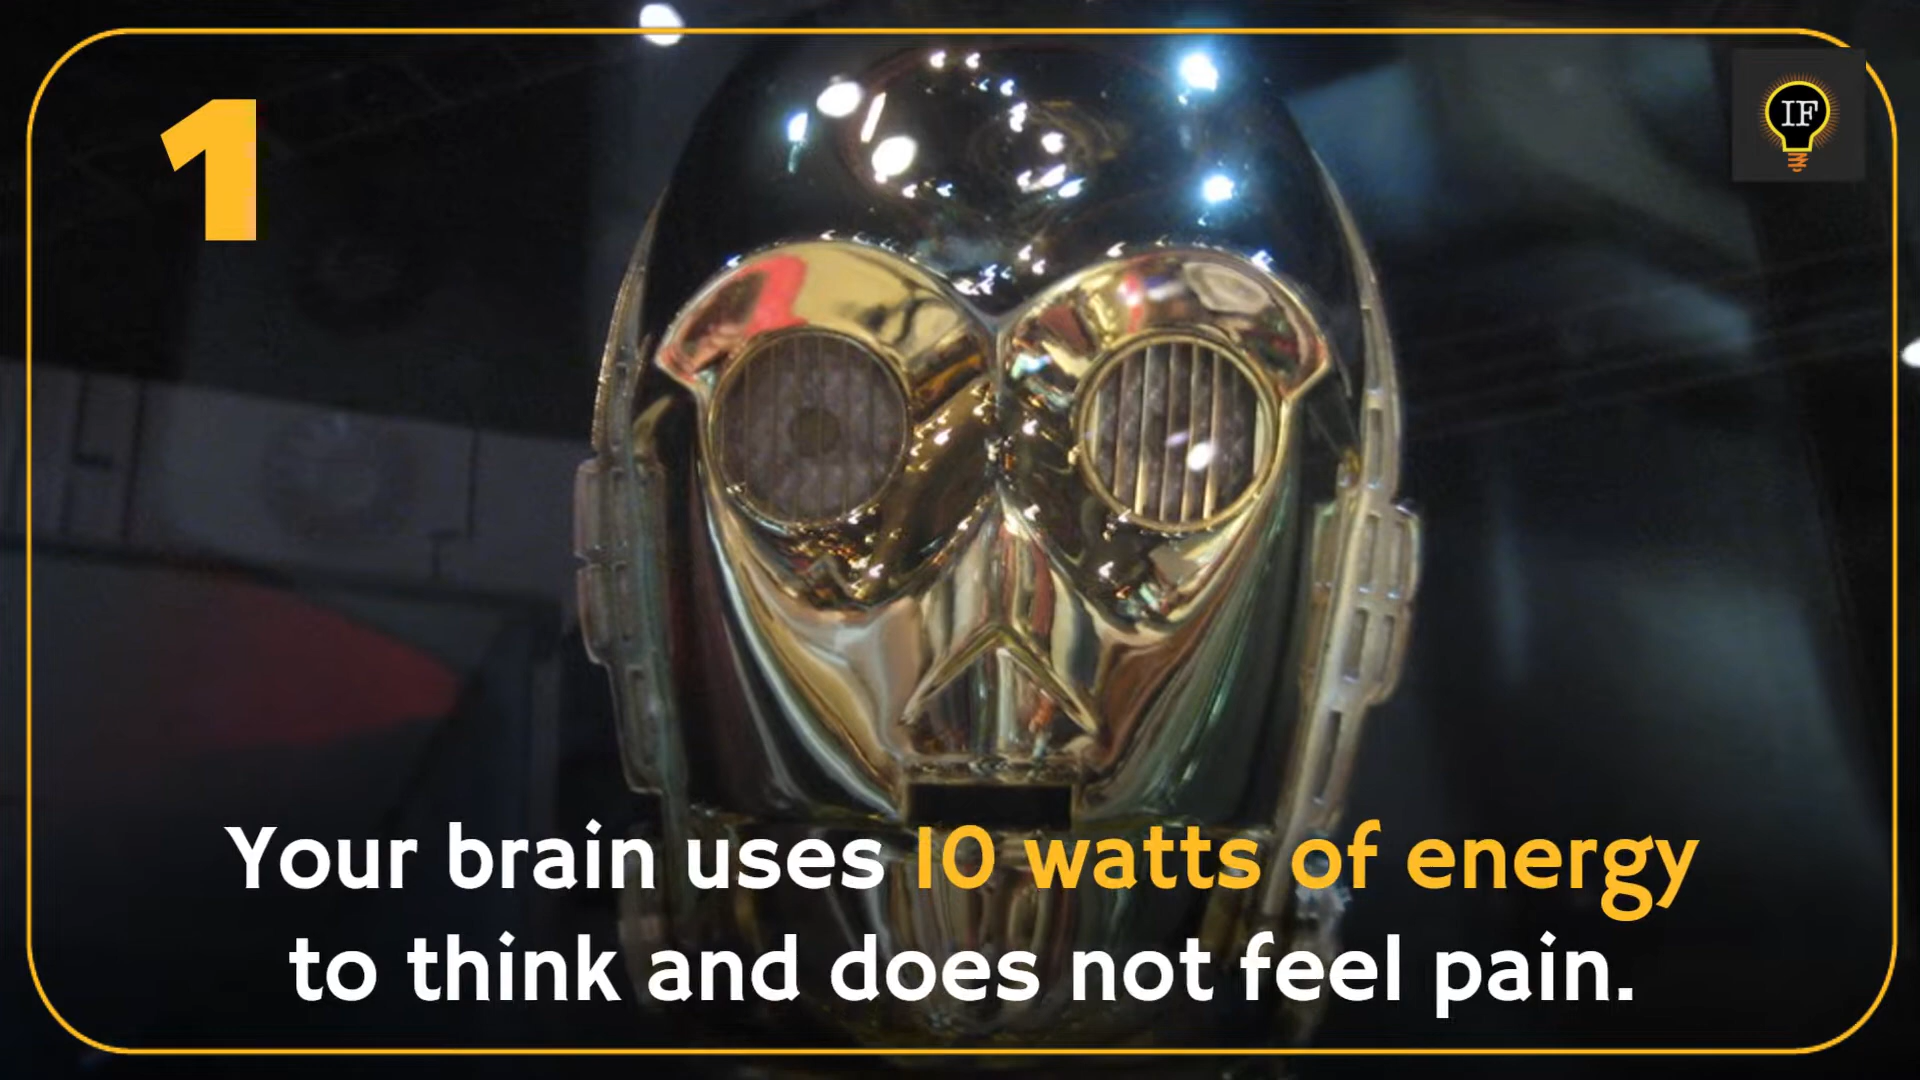 1
IF
Your brain uses 10 watts of energy
to think and does not feel pain.